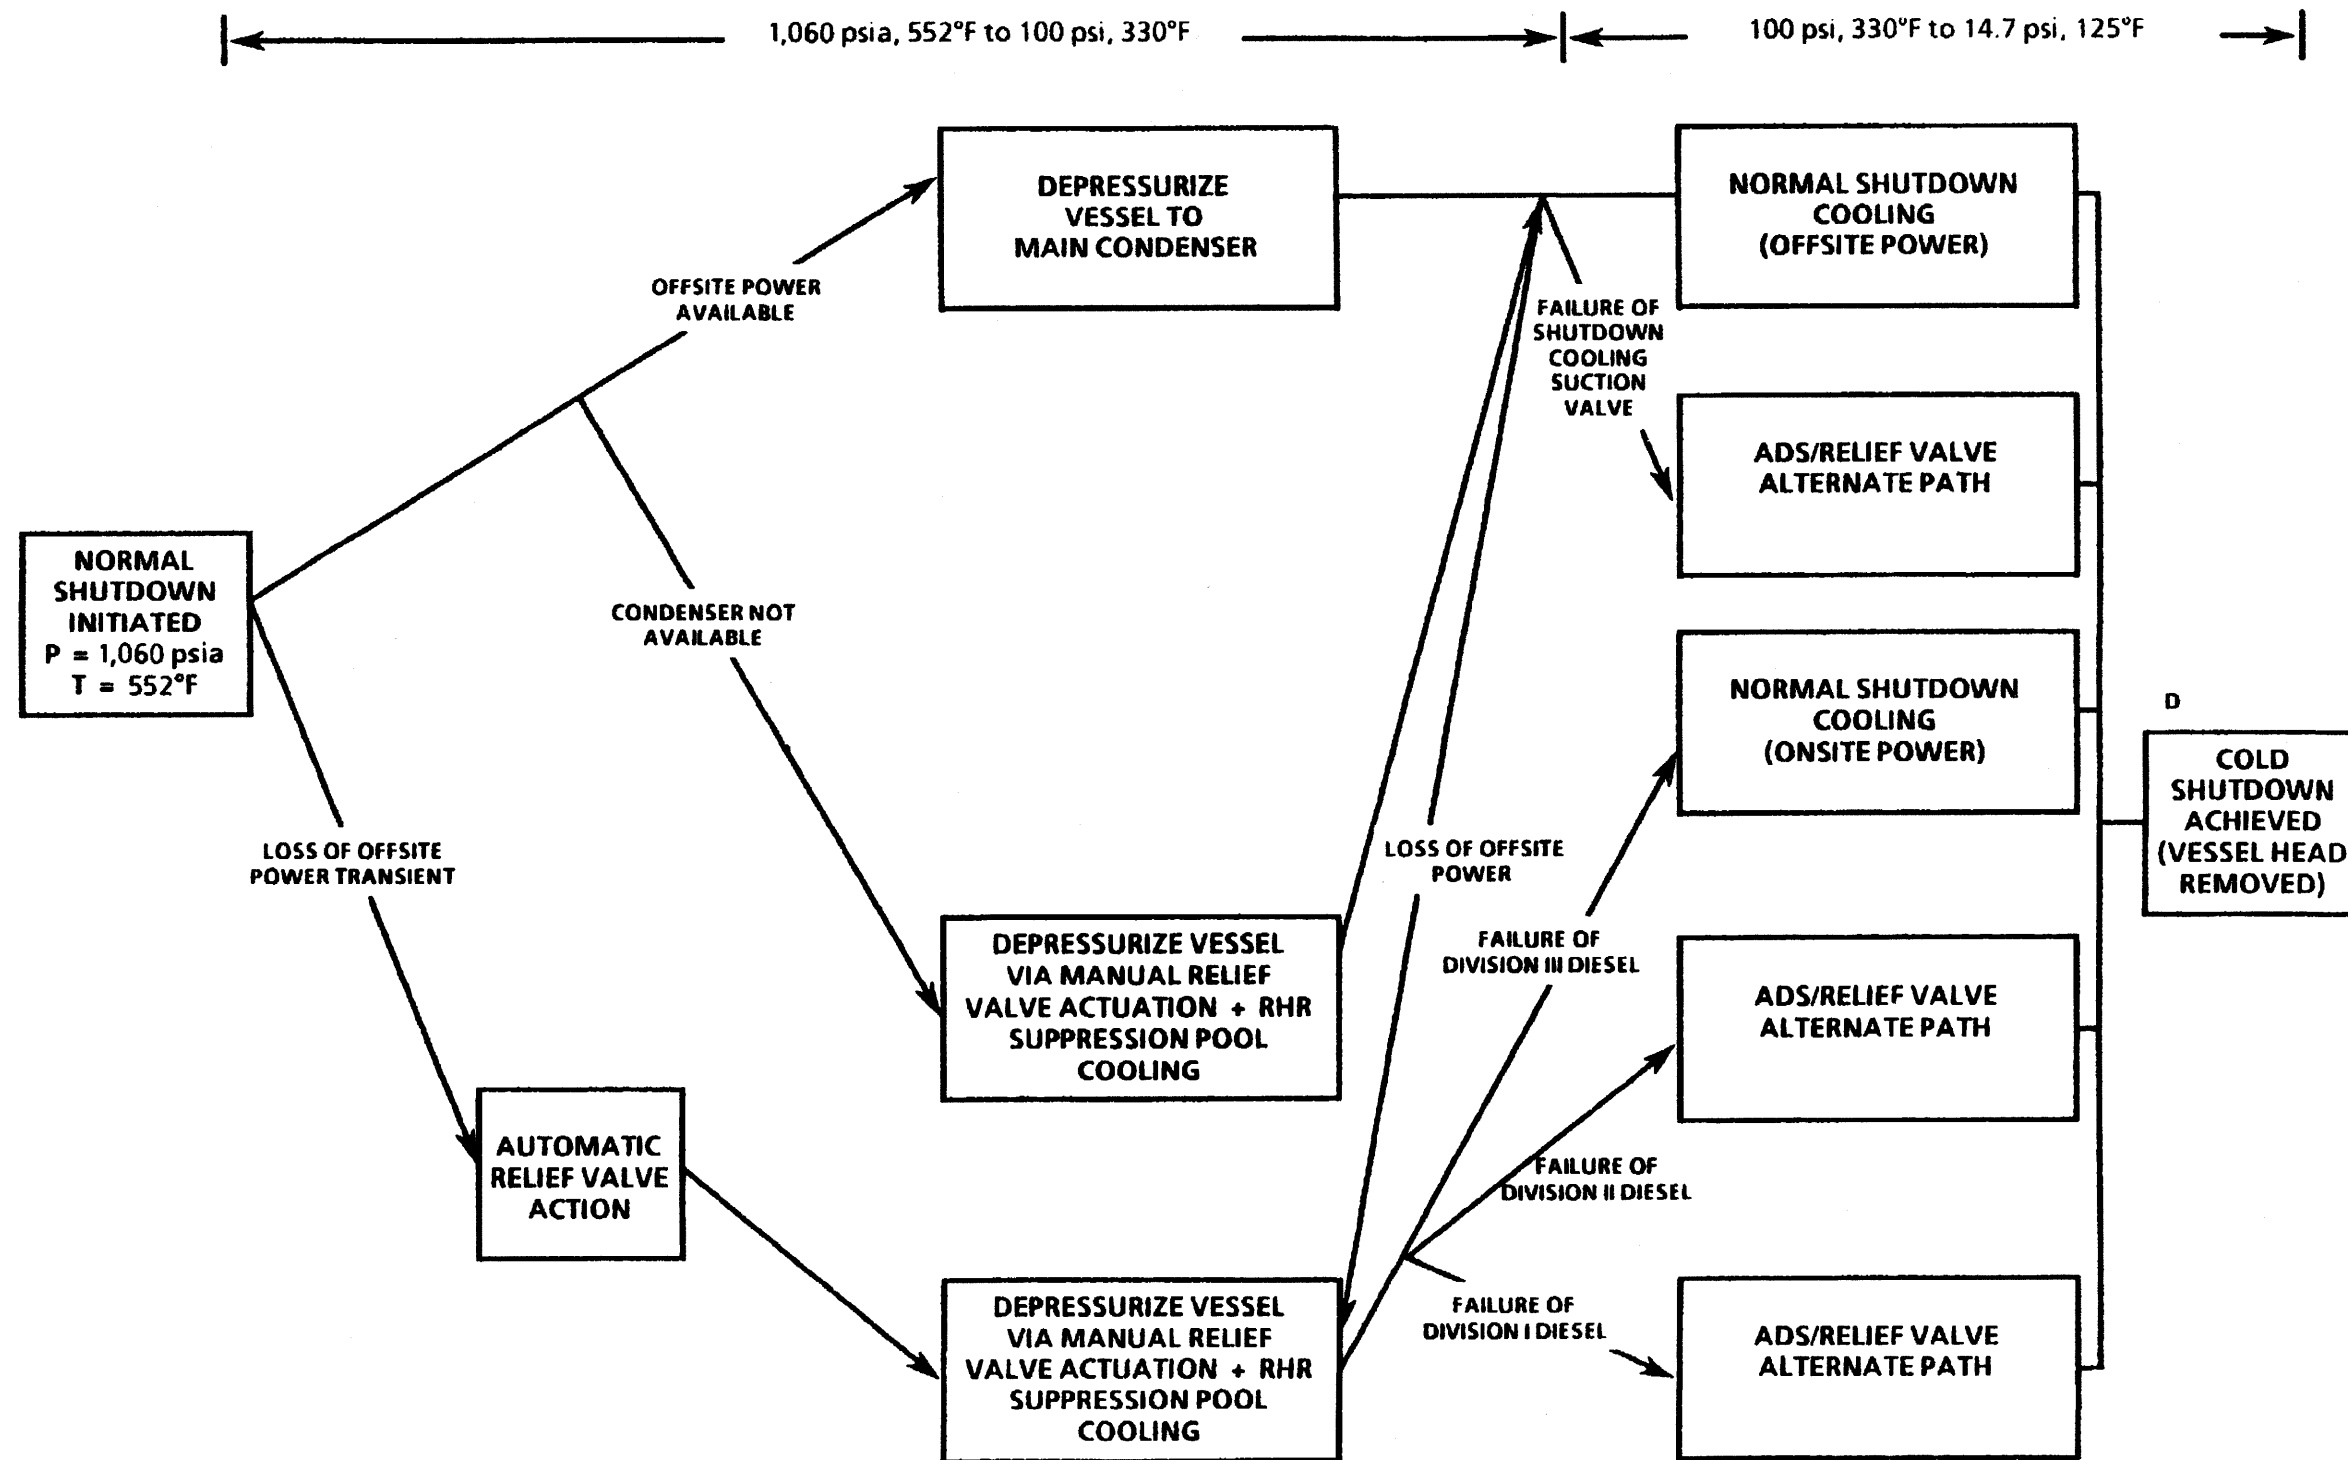 1,060 psia, 552°F to 100 psi, 330°F
100 psi, 330°F to 14.7 psi, 125°F
DEPRESSURIZE
VESSEL TO
MAIN CONDENSER
NORMAL SHUTDOWN
COOLING
(OFFSITE POWER)
OFFSITE POWER
AVAILABLE
FAILURE OF
SHUTDOWN
COOLING
SUCTION
VALVE
ADS/RELIEF VALVE
ALTERNATE PATH
NORMAL
SHUTDOWN
INITIATED
P = 1,060 psia
T = 552°F
CONDENSER NOT
AVAILABLE
NORMAL SHUTDOWN
COOLING
(ONSITE POWER)
D
COLD
SHUTDOWN
ACHIEVED
(VESSEL HEAD
REMOVED)
LOSS OF OFFSITE
POWER TRANSIENT
LOSS OF OFFSITE
POWER
FAILURE OF
DIVISION III DIESEL
DEPRESSURIZE VESSEL
VIA MANUAL RELIEF
VALVE ACTUATION + RHR
SUPPRESSION POOL
COOLING
ADS/RELIEF VALVE
ALTERNATE PATH
AUTOMATIC
RELIEF VALVE
ACTION
FAILURE OF
DIVISION II DIESEL
DEPRESSURIZE VESSEL
VIA MANUAL RELIEF
VALVE ACTUATION + RHR
SUPPRESSION POOL
COOLING
FAILURE OF
DIVISION I DIESEL
ADS/RELIEF VALVE
ALTERNATE PATH